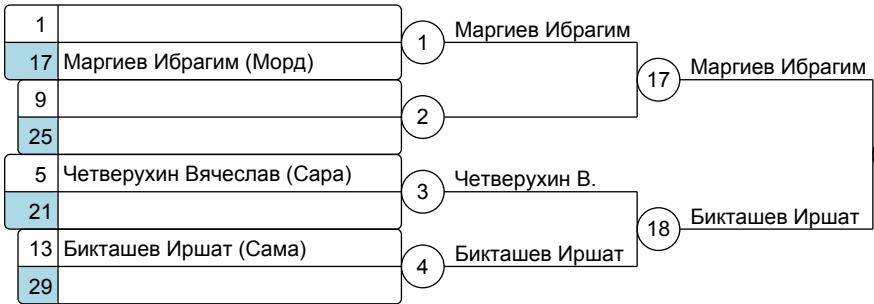 1
17 Маргиев Ибрагим (Морд)
1
Маргиев Ибрагим
9
25
2
17
Маргиев Ибрагим
5 Четверухин Вячеслав (Сара)
21
3
Четверухин В.
13 Бикташев Иршат (Сама)
29
4
Бикташев Иршат
18
Бикташев Иршат